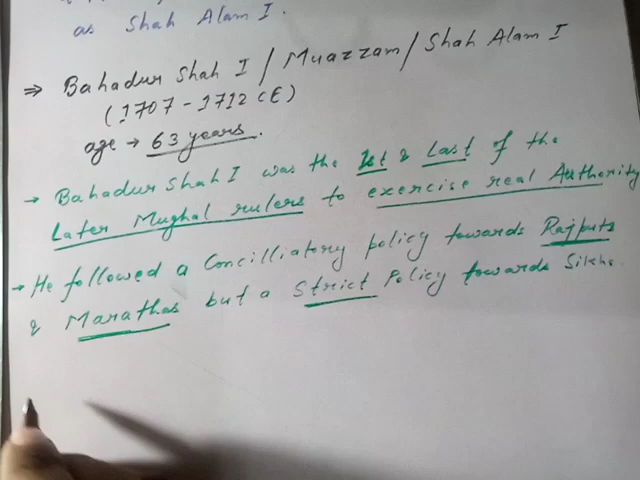 as Shah Alam I.
⇒ Bahadur Shah I / Muazzam / Shah Alam I
(1707-1712 CE)
age → 63 years.
→ Bahadur Shah I was the 1st & Last of the
Later Mughal rulers to exercise real Authority
→ He followed a Concilliatory policy towards Rajputs
& Marathas but a Strict Policy towards Sikhs.